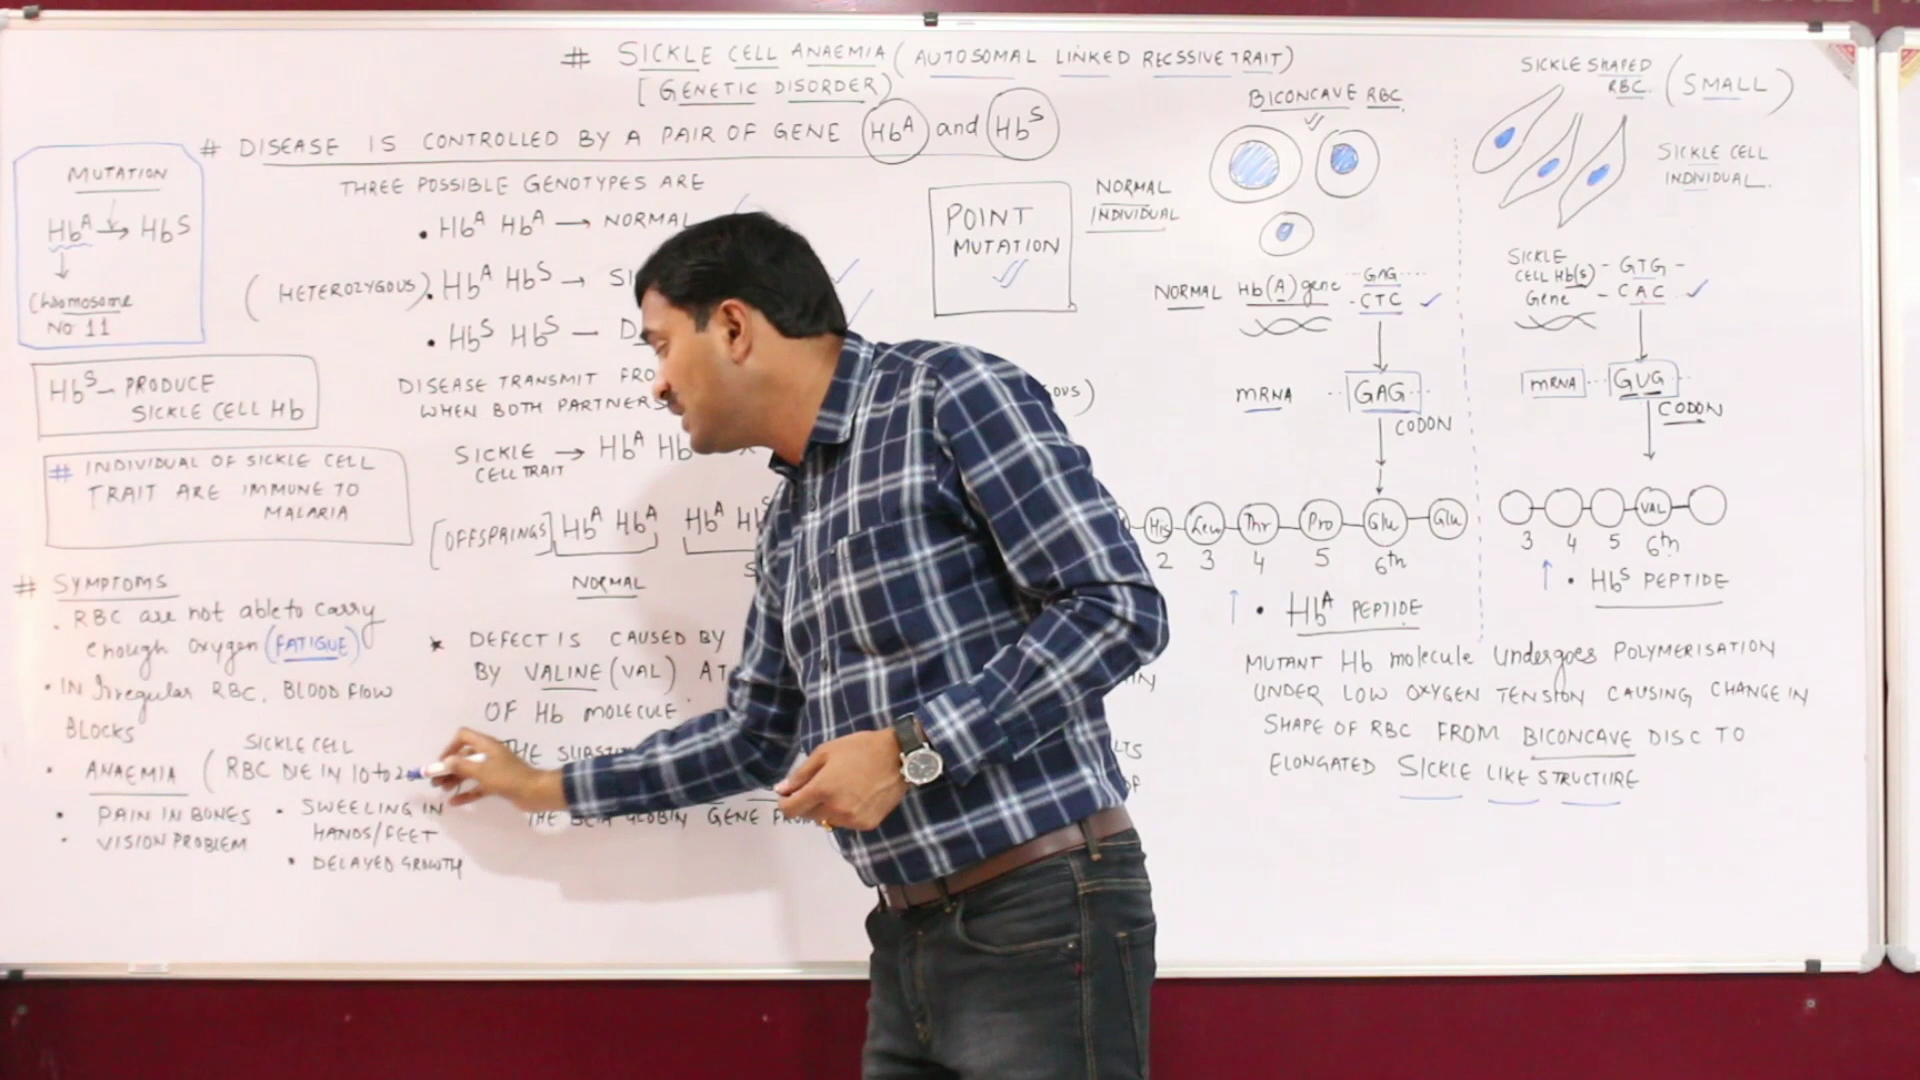 # SICKLE CELL ANAEMIA (AUTOSOMAL LINKED RECSSIVE TRAIT)
[GENETIC DISORDER)
# DISEASE IS CONTROLLED BY A PAIR OF GENE HbA and HbS
MUTATION
HbA → HbS
↓
Chromosome
No 11
THREE POSSIBLE GENOTYPES ARE
• HbA HbA → NORMAL
(HETEROZYGOUS). HbA HbS →
• HbS HbS —
HbS — PRODUCE
SICKLE CELL Hb
DISEASE TRANSMIT
WHEN BOTH PARTNERS
SICKLE → HbA Hb
CELL TRAIT
# INDIVIDUAL OF SICKLE CELL
TRAIT ARE IMMUNE TO
MALARIA
[OFFSPRINGS] HbA HbA HbA HbS
NORMAL
# SYMPTOMS
. RBC are not able to carry
enough oxygen (FATIGUE)
• IN Irregular RBC. BLOOD FLOW
BLOCKS
SICKLE CELL
• ANAEMIA (RBC DIE IN 10 to
• PAIN IN BONES
• VISION PROBLEM
• SWEELING IN
HANDS/FEET
• DELAYED GROWTH
* DEFECT IS CAUSED BY
BY VALINE (VAL) AT
OF Hb MOLECULE
THE
THE BETA GLOBIN GENE
POINT
MUTATION
NORMAL
INDIVIDUAL
BICONCAVE RBC
NORMAL Hb(A) gene
--GAG----
-CTC
mRNA -- GAG --
CODON
His Leu Thr Pro Glu Glu
2 3 4 5 6th
↑ • HbA PEPTIDE
SICKLE SHAPED
RBC. (SMALL)
SICKLE CELL
INDIVIDUAL.
SICKLE
CELL Hb(s)
Gene
- GTG -
- CAC -
mRNA -- GUG --
CODON
VAL
3 4 5 6th
↑ • HbS PEPTIDE
MUTANT Hb molecule Undergoes POLYMERISATION
UNDER LOW OXYGEN TENSION CAUSING CHANGE IN
SHAPE OF RBC FROM BICONCAVE DISC TO
ELONGATED SICKLE LIKE STRUCTURE